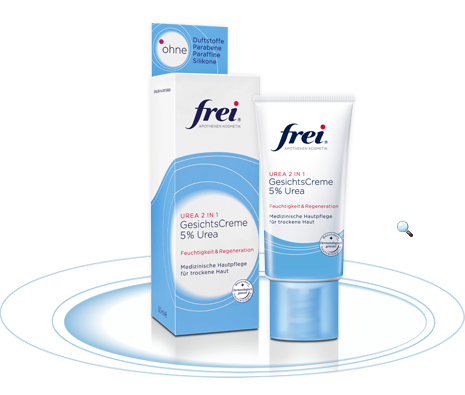 ohne
Duftstoffe
Parabene
Paraffine
Silikone
frei®
APOTHEKEN KOSMETIK
UREA 2 IN 1
GesichtsCreme
5% Urea
Feuchtigkeit & Regeneration
Medizinische Hautpflege
für trockene Haut
frei®
APOTHEKEN KOSMETIK
UREA 2 IN 1
GesichtsCreme
5% Urea
Feuchtigkeit & Regeneration
Medizinische Hautpflege
für trockene Haut